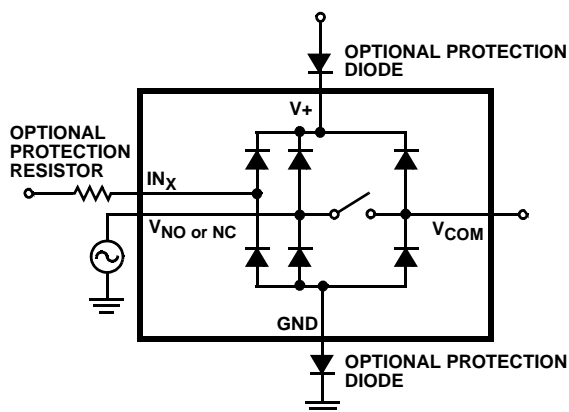 OPTIONAL PROTECTION
DIODE
V+
OPTIONAL
PROTECTION
RESISTOR
INX
VNO or NC
VCOM
GND
OPTIONAL PROTECTION
DIODE